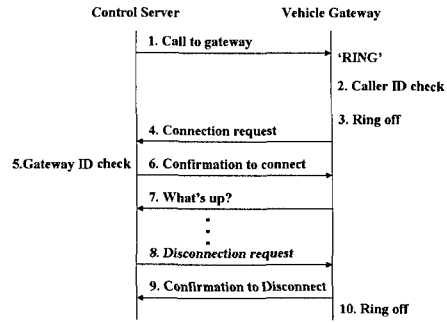 Control Server
Vehicle Gateway
1. Call to gateway
‘RING’
2. Caller ID check
3. Ring off
4. Connection request
5.Gateway ID check
6. Confirmation to connect
7. What's up?
8. Disconnection request
9. Confirmation to Disconnect
10. Ring off